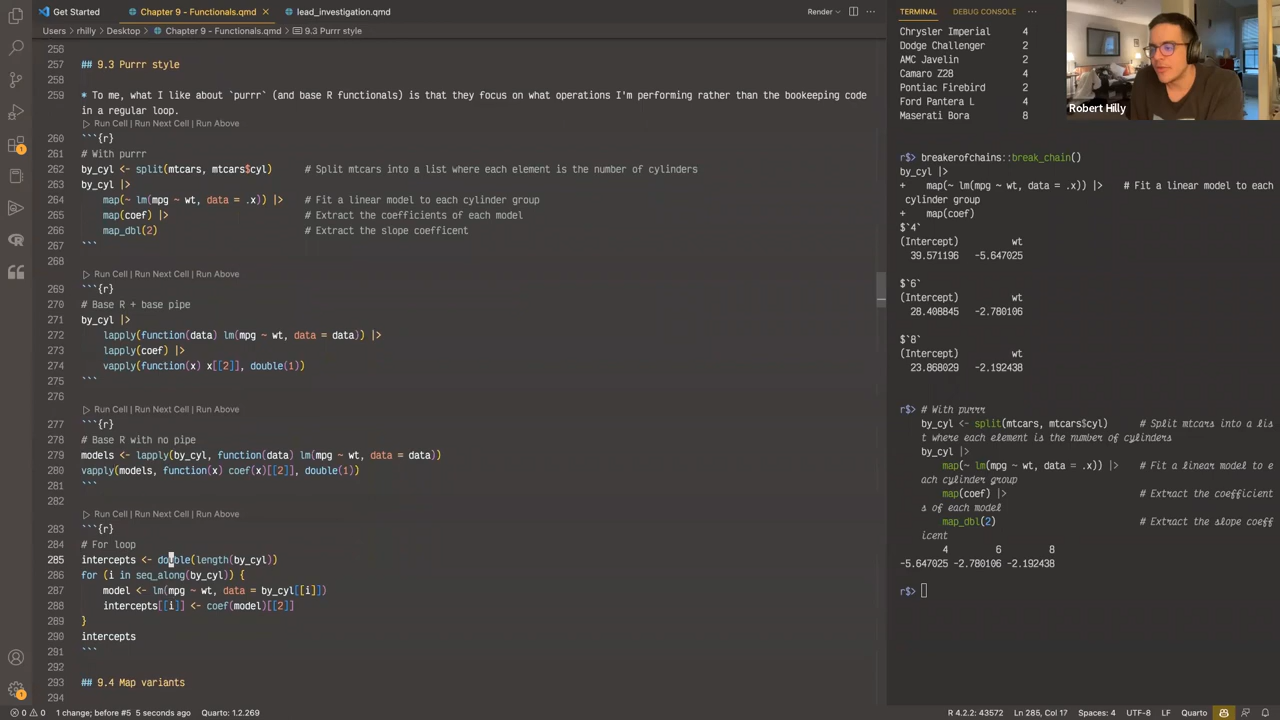 Get Started
Chapter 9 - Functionals.qmd ×
lead_investigation.qmd
Render
TERMINAL
DEBUG CONSOLE
Users > rhilly > Desktop > Chapter 9 - Functionals.qmd > 9.3 Purrr style
256
257 ## 9.3 Purrr style
258
259 * To me, what I like about `purrr` (and base R functionals) is that they focus on what operations I'm performing rather than the bookeeping code
in a regular loop.
Run Cell | Run Next Cell | Run Above
260 ```{r}
261 # With purrr
262 by_cyl <- split(mtcars, mtcars$cyl) # Split mtcars into a list where each element is the number of cylinders
263 by_cyl |>
264 map(~ lm(mpg ~ wt, data = .x)) |> # Fit a linear model to each cylinder group
265 map(coef) |> # Extract the coefficients of each model
266 map_dbl(2) # Extract the slope coefficent
267 ```
268
Run Cell | Run Next Cell | Run Above
269 ```{r}
270 # Base R + base pipe
271 by_cyl |>
272 lapply(function(data) lm(mpg ~ wt, data = data)) |>
273 lapply(coef) |>
274 vapply(function(x) x[[2]], double(1))
275 ```
276
Run Cell | Run Next Cell | Run Above
277 ```{r}
278 # Base R with no pipe
279 models <- lapply(by_cyl, function(data) lm(mpg ~ wt, data = data))
280 vapply(models, function(x) coef(x)[[2]], double(1))
281 ```
282
Run Cell | Run Next Cell | Run Above
283 ```{r}
284 # For loop
285 intercepts <- double(length(by_cyl))
286 for (i in seq_along(by_cyl)) {
287 model <- lm(mpg ~ wt, data = by_cyl[[i]])
288 intercepts[[i]] <- coef(model)[[2]]
289 }
290 intercepts
291 ```
292
293 ## 9.4 Map variants
294
Chrysler Imperial 4
Dodge Challenger 2
AMC Javelin 2
Camaro Z28 4
Pontiac Firebird 2
Ford Pantera L 4
Maserati Bora 8
r$> breakerofchains::break_chain()
by_cyl |>
+ map(~ lm(mpg ~ wt, data = .x)) |> # Fit a linear model to each
cylinder group
+ map(coef)
$`4`
(Intercept) wt
39.571196 -5.647025
$`6`
(Intercept) wt
28.408845 -2.780106
$`8`
(Intercept) wt
23.868029 -2.192438
r$> # With purrr
by_cyl <- split(mtcars, mtcars$cyl) # Split mtcars into a lis
t where each element is the number of cylinders
by_cyl |>
map(~ lm(mpg ~ wt, data = .x)) |> # Fit a linear model to e
ach cylinder group
map(coef) |> # Extract the coefficient
s of each model
map_dbl(2) # Extract the slope coeff
icent
4 6 8
-5.647025 -2.780106 -2.192438
r$>
Robert Hilly
0 0 1 change; before #5 5 seconds ago Quarto: 1.2.269
R 4.2.2: 43572 Ln 285, Col 17 Spaces: 4 UTF-8 LF Quarto